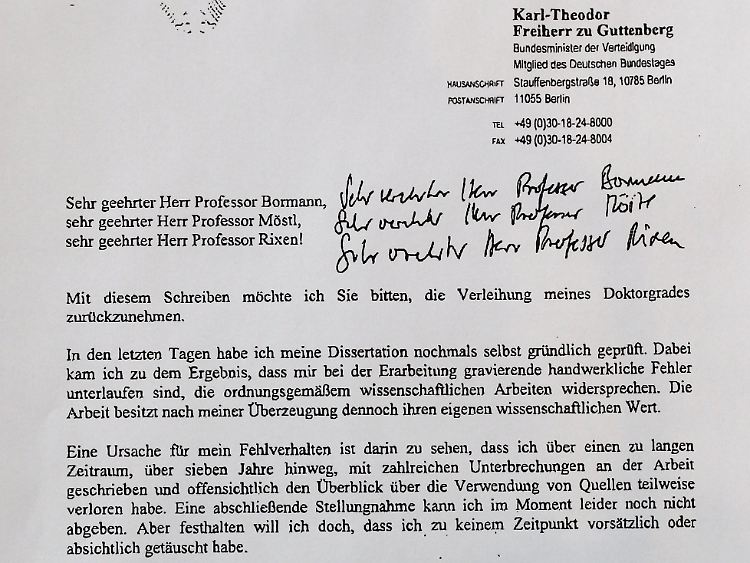 Karl-Theodor
Freiherr zu Guttenberg
Bundesminister der Verteidigung
Mitglied des Deutschen Bundestages
HAUSANSCHRIFT Stauffenbergstraße 18, 10785 Berlin
POSTANSCHRIFT 11055 Berlin
TEL +49 (0)30-18-24-8000
FAX +49 (0)30-18-24-8004
Sehr geehrter Herr Professor Bormann,
sehr geehrter Herr Professor Möstl,
sehr geehrter Herr Professor Rixen!
Sehr verehrter Herr Professor Bormann
Sehr verehrter Herr Professor Möstl
Sehr verehrter Herr Professor Rixen
Mit diesem Schreiben möchte ich Sie bitten, die Verleihung meines Doktorgrades
zurückzunehmen.
In den letzten Tagen habe ich meine Dissertation nochmals selbst gründlich geprüft. Dabei
kam ich zu dem Ergebnis, dass mir bei der Erarbeitung gravierende handwerkliche Fehler
unterlaufen sind, die ordnungsgemäßem wissenschaftlichen Arbeiten widersprechen. Die
Arbeit besitzt nach meiner Überzeugung dennoch ihren eigenen wissenschaftlichen Wert.
Eine Ursache für mein Fehlverhalten ist darin zu sehen, dass ich über einen zu langen
Zeitraum, über sieben Jahre hinweg, mit zahlreichen Unterbrechungen an der Arbeit
geschrieben und offensichtlich den Überblick über die Verwendung von Quellen teilweise
verloren habe. Eine abschließende Stellungnahme kann ich im Moment leider noch nicht
abgeben. Aber festhalten will ich doch, dass ich zu keinem Zeitpunkt vorsätzlich oder
absichtlich getäuscht habe.